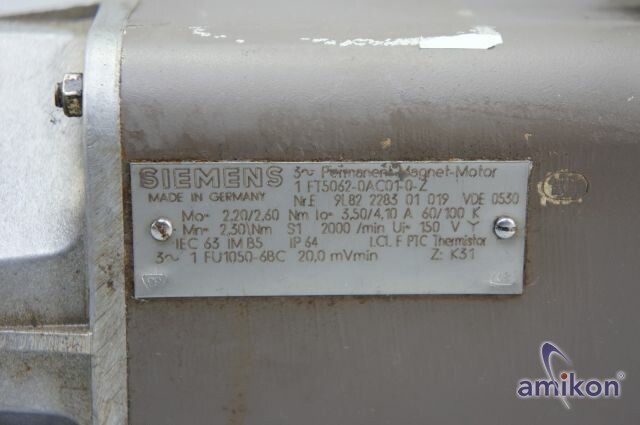 SIEMENS 3~ Permanent-Magnet-Motor
MADE IN GERMANY 1 FT5062-0AC01-0-Z
Nr.E 9L82 2283 01 019 VDE 0530
Mo= 2,20/2,60 Nm Io= 3,50/4,10 A 60/100 K
Mn= 2,30 Nm S1 2000 /min Ui= 150 V Y
IEC 63 IM B5 IP 64 I.CL F PTC Thermistor
3~ 1 FU1050-6BC 20,0 mVmin Z: K31
amikon®